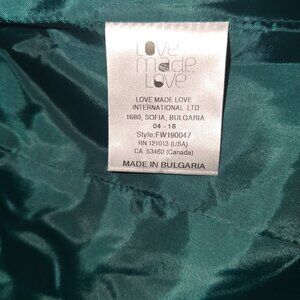 LOVE
made
LOVE
LOVE MADE LOVE
INTERNATIONAL LTD
1680, SOFIA, BULGARIA
04 - 18
Style:FW190047
RN 121013 (USA)
CA 53460 (Canada)
MADE IN BULGARIA